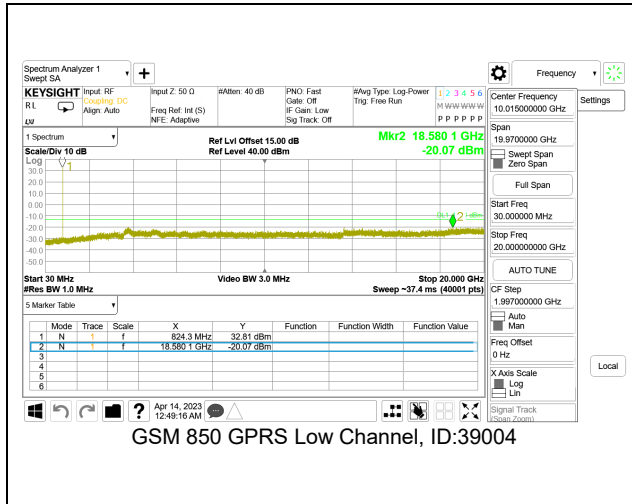 Spectrum Analyzer 1
Swept SA
Frequency
KEYSIGHT
RL
Input: RF
Coupling: DC
Align: Auto
Input Z: 50 Ω
Freq Ref: Int (S)
NFE: Adaptive
#Atten: 40 dB
PNO: Fast
Gate: Off
IF Gain: Low
Sig Track: Off
#Avg Type: Log-Power
Trig: Free Run
1 2 3 4 5 6
M W W W W W
P P P P P P
Settings
1 Spectrum
Scale/Div 10 dB
Ref Lvl Offset 15.00 dB
Ref Level 40.00 dBm
Mkr2 18.580 1 GHz
-20.07 dBm
Log
30.0
20.0
10.0
0.00
-10.0
-20.0
-30.0
-40.0
-50.0
1
2
Start 30 MHz
#Res BW 1.0 MHz
Video BW 3.0 MHz
Stop 20.000 GHz
Sweep ~37.4 ms (40001 pts)
5 Marker Table
Mode Trace Scale X Y Function Function Width Function Value
1 N 1 f 824.3 MHz 32.81 dBm
2 N 1 f 18.580 1 GHz -20.07 dBm
3
4
5
6
Center Frequency
10.015000000 GHz
Span
19.9700000 GHz
Swept Span
Zero Span
Full Span
Start Freq
30.000000 MHz
Stop Freq
20.00000000 GHz
AUTO TUNE
CF Step
1.997000000 GHz
Auto
Man
Freq Offset
0 Hz
X Axis Scale
Log
Lin
Signal Track
(Span Zoom)
Local
?
Apr 14, 2023
12:49:16 AM
GSM 850 GPRS Low Channel, ID:39004